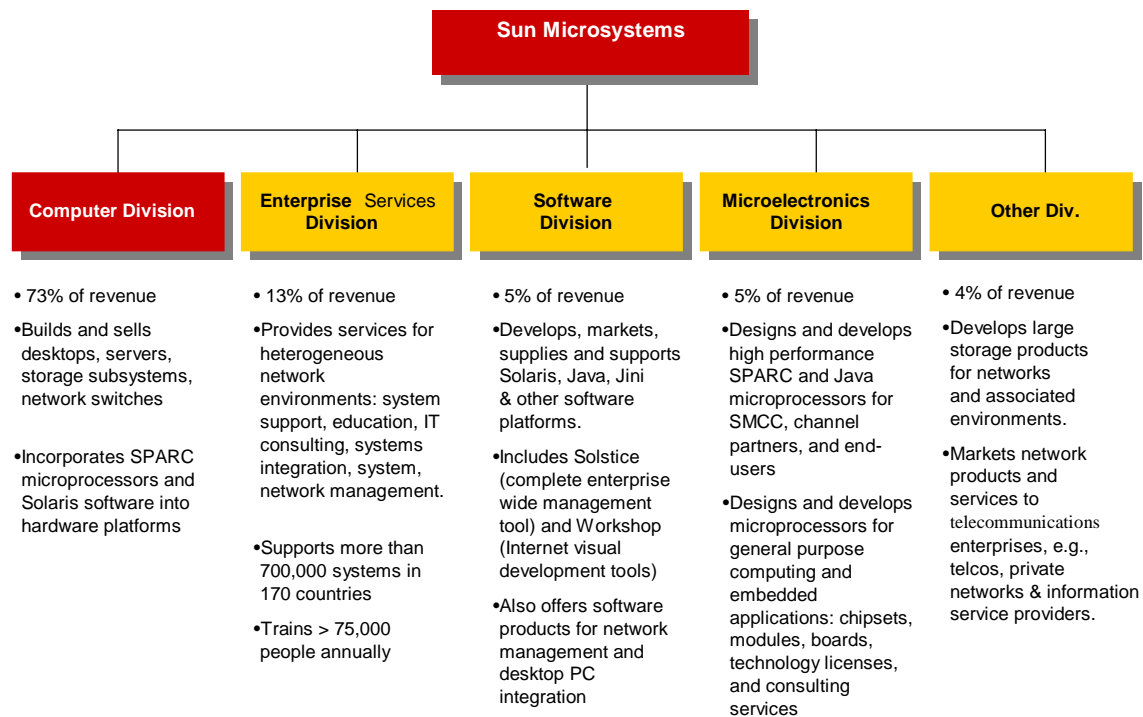 Sun Microsystems
Computer Division
Enterprise Services
Division
Software
Division
Microelectronics
Division
Other Div.
• 73% of revenue
•Builds and sells
desktops, servers,
storage subsystems,
network switches
•Incorporates SPARC
microprocessors and
Solaris software into
hardware platforms
• 13% of revenue
•Provides services for
heterogeneous
network
environments: system
support, education, IT
consulting, systems
integration, system,
network management.
•Supports more than
700,000 systems in
170 countries
•Trains > 75,000
people annually
• 5% of revenue
•Develops, markets,
supplies and supports
Solaris, Java, Jini
& other software
platforms.
•Includes Solstice
(complete enterprise
wide management
tool) and Workshop
(Internet visual
development tools)
•Also offers software
products for network
management and
desktop PC
integration
• 5% of revenue
•Designs and develops
high performance
SPARC and Java
microprocessors for
SMCC, channel
partners, and end-
users
•Designs and develops
microprocessors for
general purpose
computing and
embedded
applications: chipsets,
modules, boards,
technology licenses,
and consulting
services
• 4% of revenue
•Develops large
storage products
for networks
and associated
environments.
•Markets network
products and
services to
telecommunications
enterprises, e.g.,
telcos, private
networks & information
service providers.